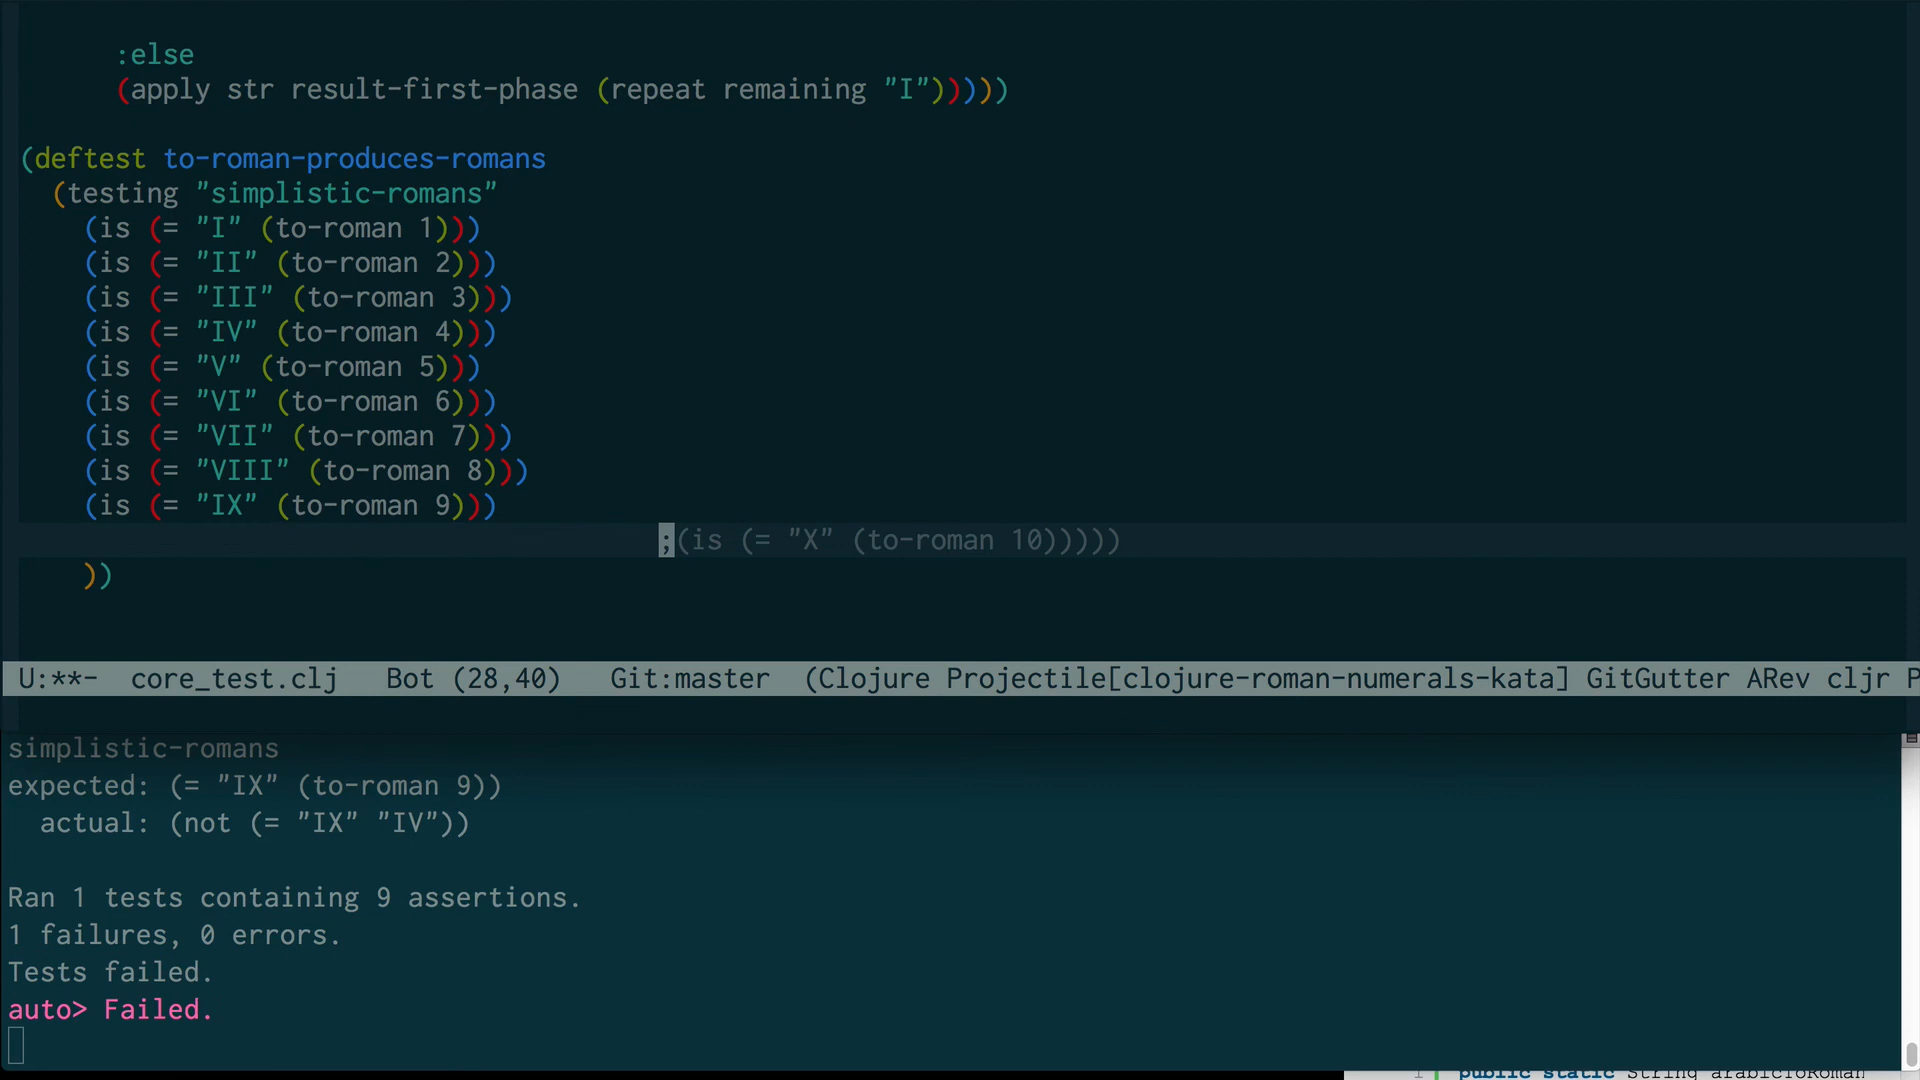 :else
(apply str result-first-phase (repeat remaining "I")))))
(deftest to-roman-produces-romans
(testing "simplistic-romans"
(is (= "I" (to-roman 1)))
(is (= "II" (to-roman 2)))
(is (= "III" (to-roman 3)))
(is (= "IV" (to-roman 4)))
(is (= "V" (to-roman 5)))
(is (= "VI" (to-roman 6)))
(is (= "VII" (to-roman 7)))
(is (= "VIII" (to-roman 8)))
(is (= "IX" (to-roman 9)))
;(is (= "X" (to-roman 10)))))
))
U:**-  core_test.clj   Bot (28,40)   Git:master  (Clojure Projectile[clojure-roman-numerals-kata] GitGutter ARev cljr P
simplistic-romans
expected: (= "IX" (to-roman 9))
actual: (not (= "IX" "IV"))
Ran 1 tests containing 9 assertions.
1 failures, 0 errors.
Tests failed.
auto> Failed.
1 public static String arabicToRoman